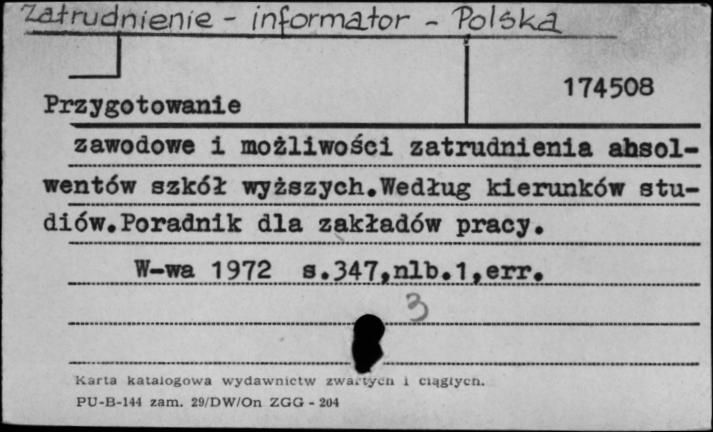 Zatrudnienie - informator - Polska
174508
Przygotowanie
zawodowe i możliwości zatrudnienia absol-
wentów szkół wyższych.Według kierunków stu-
diów.Poradnik dla zakładów pracy.
W-wa 1972 s.347,nlb.1,err.
3
Karta katalogowa wydawnictw zwartych i ciągłych.
PU-B-144 zam. 29/DW/On ZGG - 204